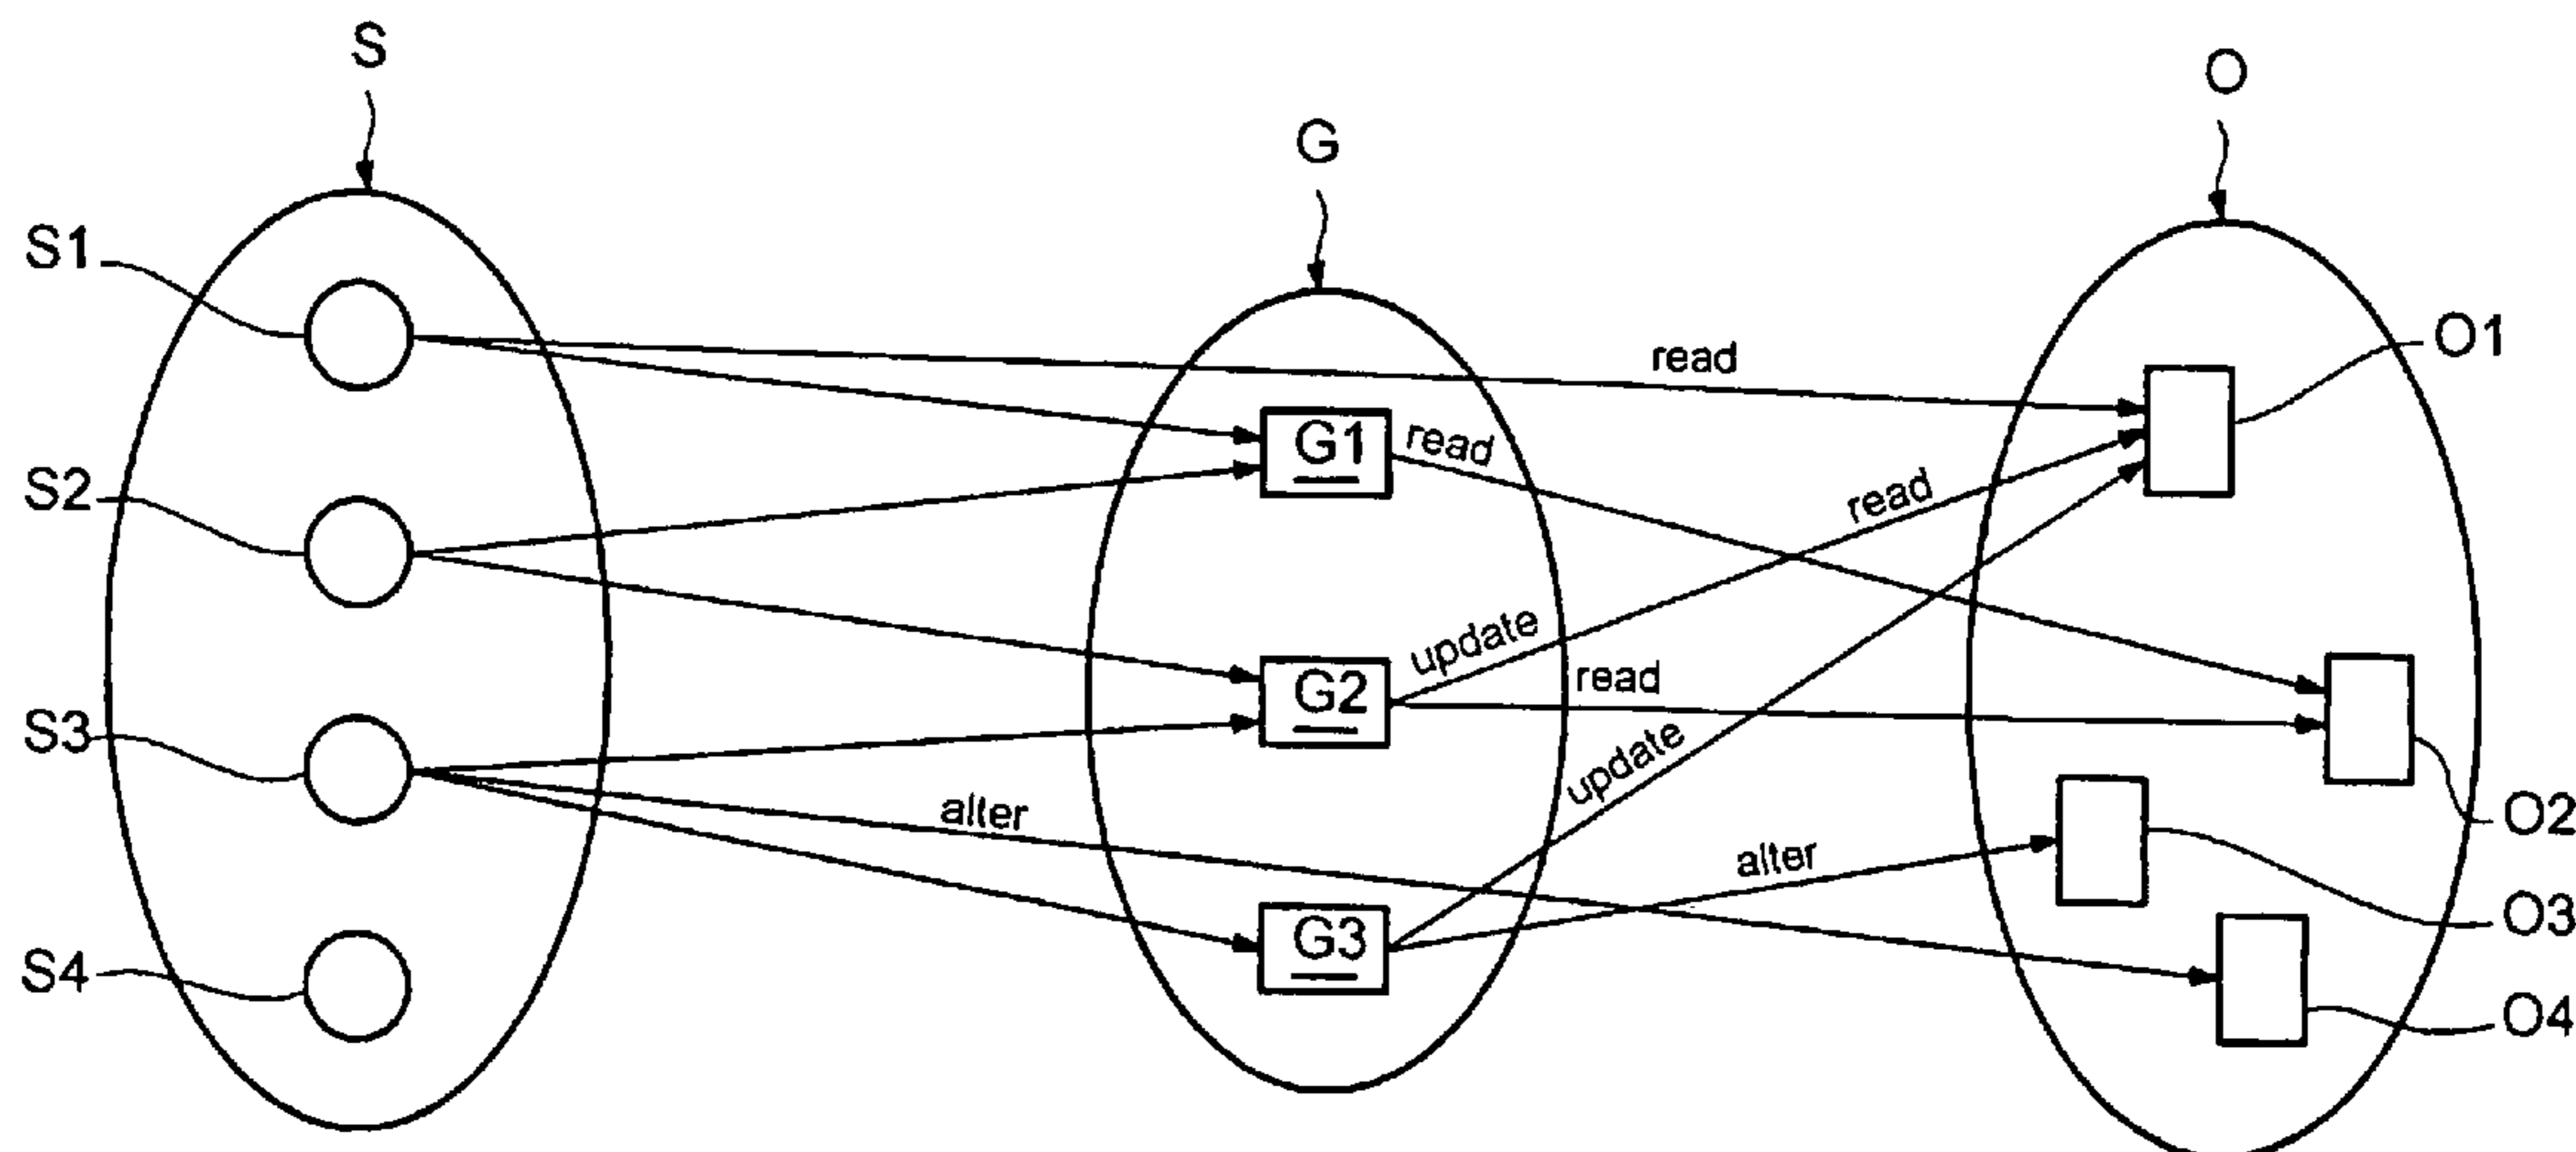 S
O
G
S1
O1
read
G1
read
S2
read
update
G2
read
S3
update
alter
O2
alter
O3
G3
S4
O4